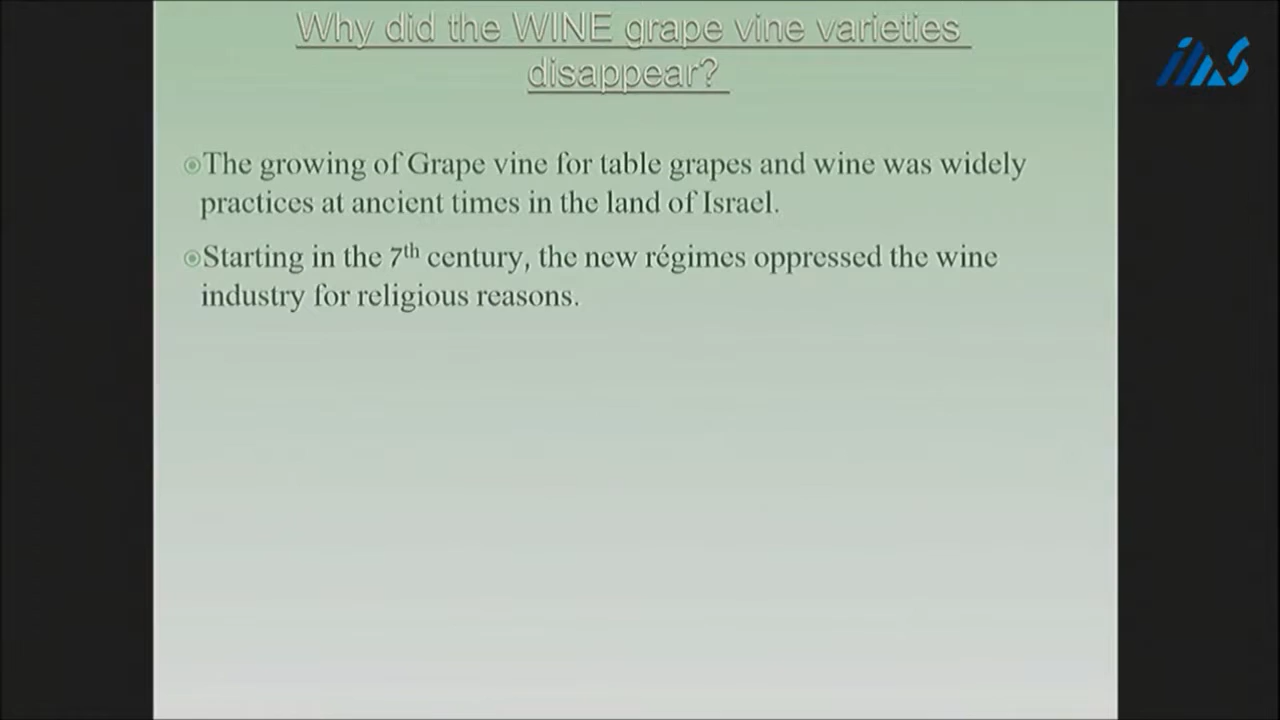 Why did the WINE grape vine varieties
disappear?
The growing of Grape vine for table grapes and wine was widely
practices at ancient times in the land of Israel.
Starting in the 7th century, the new régimes oppressed the wine
industry for religious reasons.